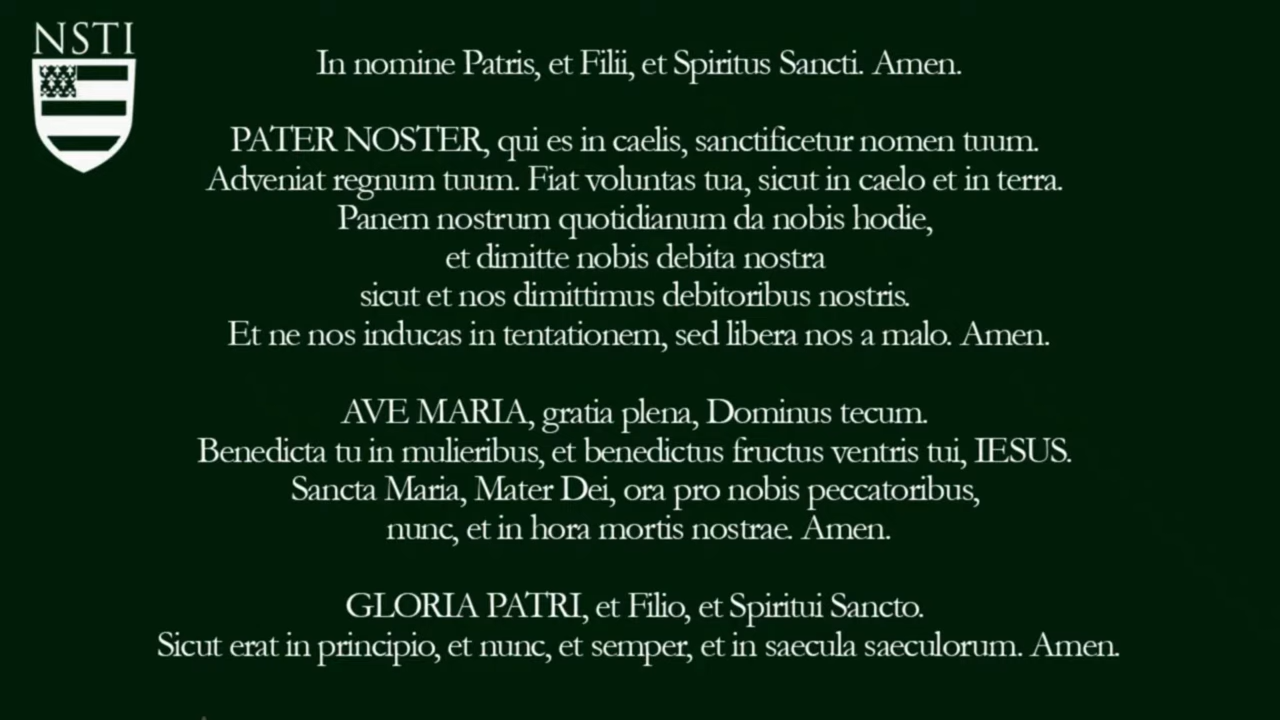 NSTI
In nomine Patris, et Filii, et Spiritus Sancti. Amen.
PATER NOSTER, qui es in caelis, sanctificetur nomen tuum.
Adveniat regnum tuum. Fiat voluntas tua, sicut in caelo et in terra.
Panem nostrum quotidianum da nobis hodie,
et dimitte nobis debita nostra
sicut et nos dimittimus debitoribus nostris.
Et ne nos inducas in tentationem, sed libera nos a malo. Amen.
AVE MARIA, gratia plena, Dominus tecum.
Benedicta tu in mulieribus, et benedictus fructus ventris tui, IESUS.
Sancta Maria, Mater Dei, ora pro nobis peccatoribus,
nunc, et in hora mortis nostrae. Amen.
GLORIA PATRI, et Filio, et Spiritui Sancto.
Sicut erat in principio, et nunc, et semper, et in saecula saeculorum. Amen.